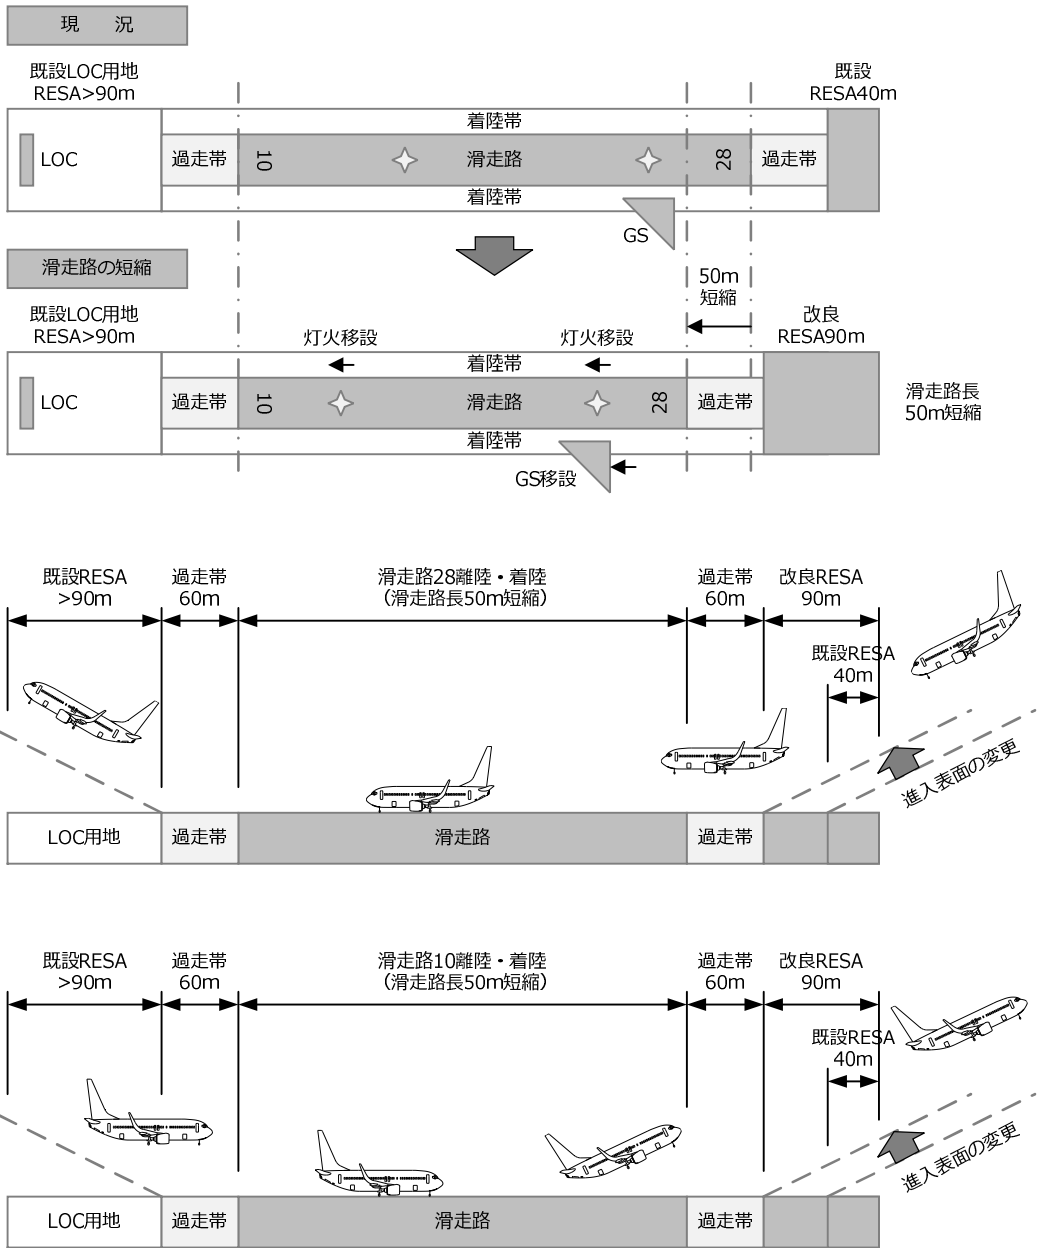 現　況
既設LOC用地
RESA>90m
既設
RESA40m
着陸帯
LOC
過走帯
10
滑走路
28
過走帯
着陸帯
GS
滑走路の短縮
50m
短縮
既設LOC用地
RESA>90m
改良
RESA90m
灯火移設
灯火移設
着陸帯
LOC
過走帯
10
滑走路
28
過走帯
滑走路長
50m短縮
着陸帯
GS移設
既設RESA
>90m
過走帯
60m
滑走路28離陸・着陸
（滑走路長50m短縮）
過走帯
60m
改良RESA
90m
既設RESA
40m
進入表面の変更
LOC用地
過走帯
滑走路
過走帯
既設RESA
>90m
過走帯
60m
滑走路10離陸・着陸
（滑走路長50m短縮）
過走帯
60m
改良RESA
90m
既設RESA
40m
進入表面の変更
LOC用地
過走帯
滑走路
過走帯